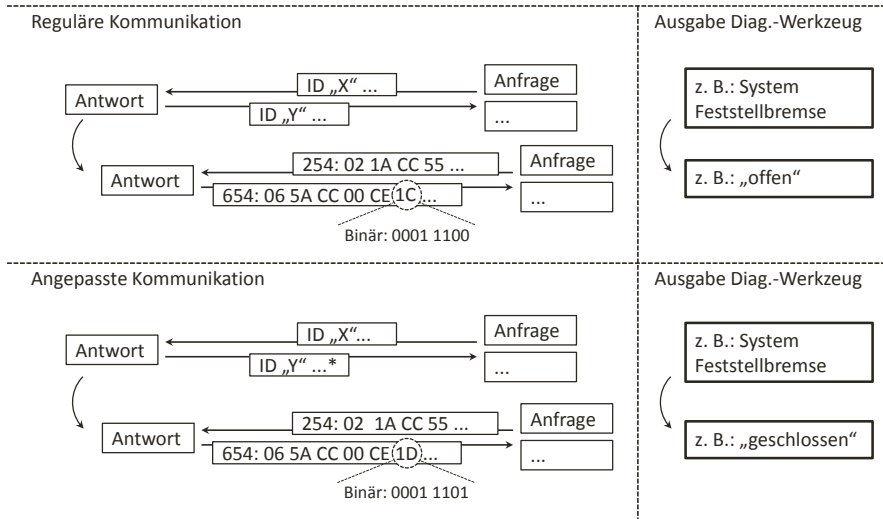 Reguläre Kommunikation
Ausgabe Diag.-Werkzeug
Antwort
ID „X“ ...
ID „Y“ ...
Anfrage
...
z. B.: System
Feststellbremse
Antwort
254: 02 1A CC 55 ...
654: 06 5A CC 00 CE 1C ...
Anfrage
...
Binär: 0001 1100
z. B.: „offen“
Angepasste Kommunikation
Ausgabe Diag.-Werkzeug
Antwort
ID „X“...
ID „Y“ ...*
Anfrage
...
z. B.: System
Feststellbremse
Antwort
254: 02 1A CC 55 ...
654: 06 5A CC 00 CE 1D ...
Anfrage
...
Binär: 0001 1101
z. B.: „geschlossen“